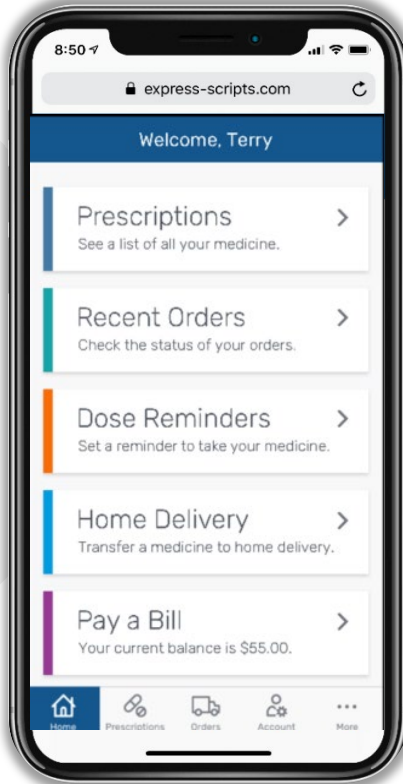 8:50
express-scripts.com
Welcome, Terry
Prescriptions
See a list of all your medicine.
Recent Orders
Check the status of your orders.
Dose Reminders
Set a reminder to take your medicine.
Home Delivery
Transfer a medicine to home delivery.
Pay a Bill
Your current balance is $55.00.
Home Prescriptions Orders Account More